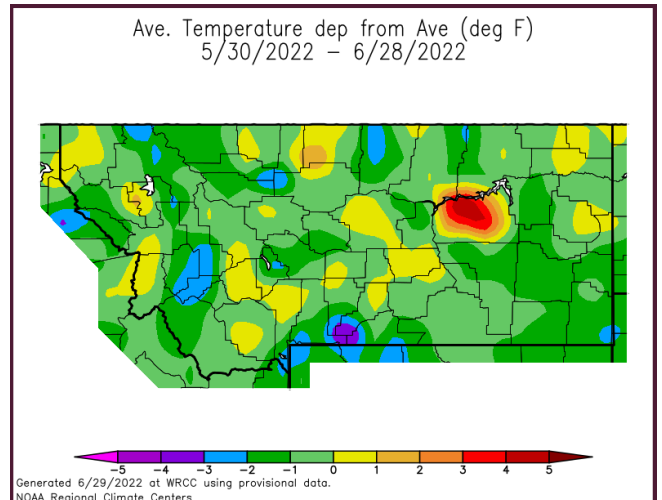 Ave. Temperature dep from Ave (deg F)
5/30/2022 – 6/28/2022
-5 -4 -3 -2 -1 0 1 2 3 4 5
Generated 6/29/2022 at WRCC using provisional data.
NOAA Regional Climate Centers